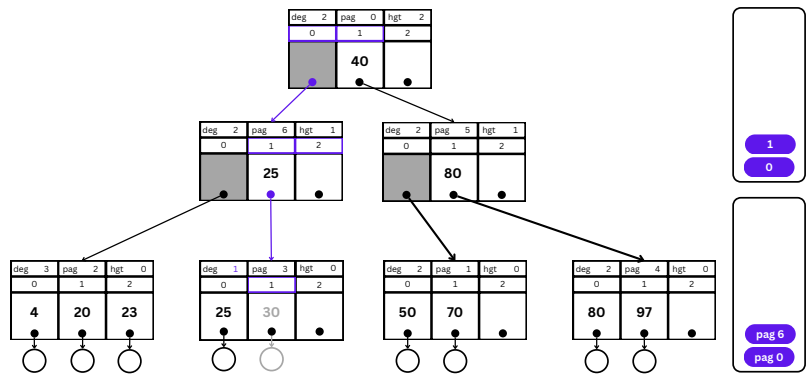 deg 2 pag 0 hgt 2
0 1 2
40
deg 2 pag 6 hgt 1
0 1 2
25
deg 2 pag 5 hgt 1
0 1 2
80
deg 3 pag 2 hgt 0
0 1 2
4 20 23
deg 1 pag 3 hgt 0
0 1 2
25 30
deg 2 pag 1 hgt 0
0 1 2
50 70
deg 2 pag 4 hgt 0
0 1 2
80 97
1
0
pag 6
pag 0